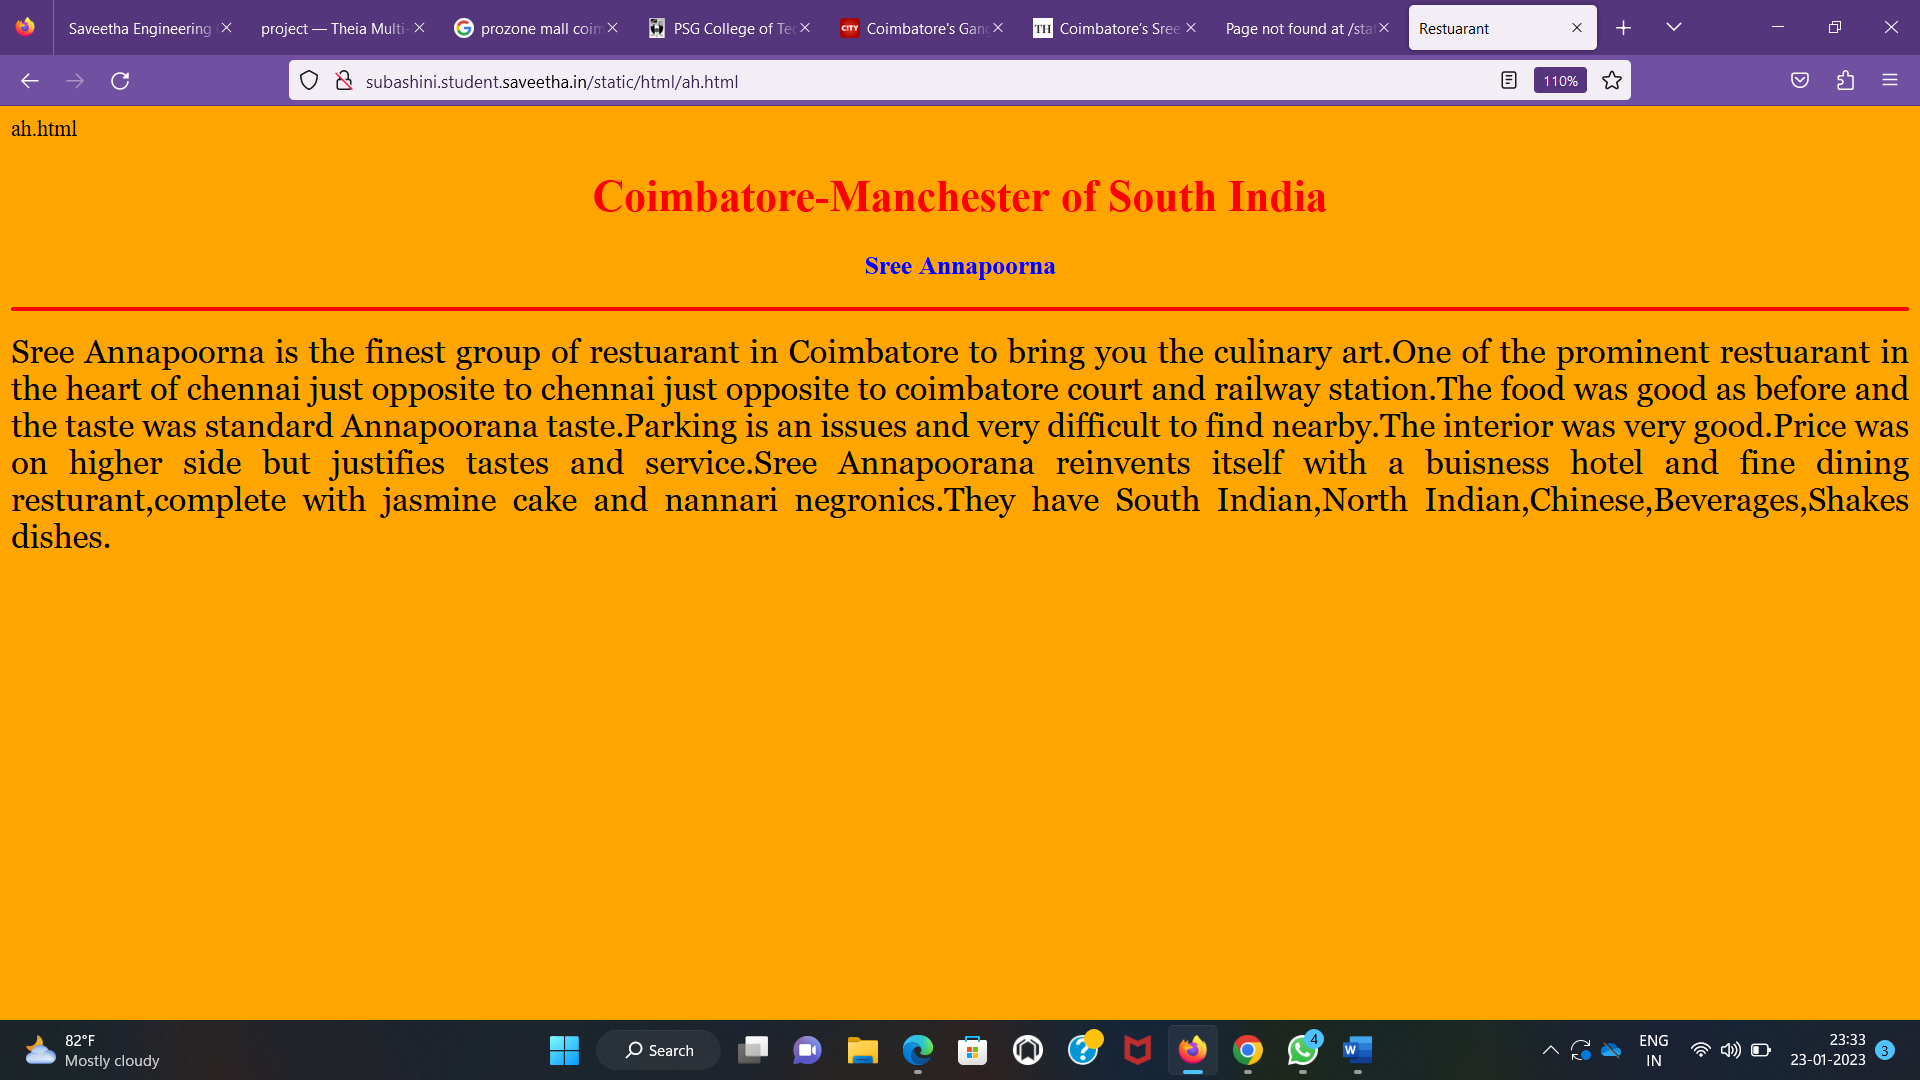 Saveetha Engineering
project — Theia Multi-
prozone mall coim
PSG College of Tec
CITY Coimbatore's Gang
TH Coimbatore's Sree
Page not found at /stat
Restuarant
subashini.student.saveetha.in/static/html/ah.html
110%
ah.html
Coimbatore-Manchester of South India
Sree Annapoorna
Sree Annapoorna is the finest group of restuarant in Coimbatore to bring you the culinary art.One of the prominent restuarant in
the heart of chennai just opposite to chennai just opposite to coimbatore court and railway station.The food was good as before and
the taste was standard Annapoorana taste.Parking is an issues and very difficult to find nearby.The interior was very good.Price was
on higher side but justifies tastes and service.Sree Annapoorana reinvents itself with a buisness hotel and fine dining
resturant,complete with jasmine cake and nannari negronics.They have South Indian,North Indian,Chinese,Beverages,Shakes
dishes.
82°F
Mostly cloudy
Search
4
W
ENG
IN
23:33
23-01-2023
3